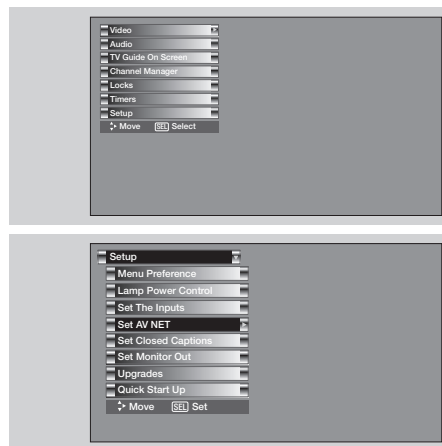 Video
Audio
TV Guide On Screen
Channel Manager
Locks
Timers
Setup
Move SEL Select
Setup
Menu Preference
Lamp Power Control
Set The Inputs
Set AV NET
Set Closed Captions
Set Monitor Out
Upgrades
Quick Start Up
Move SEL Set